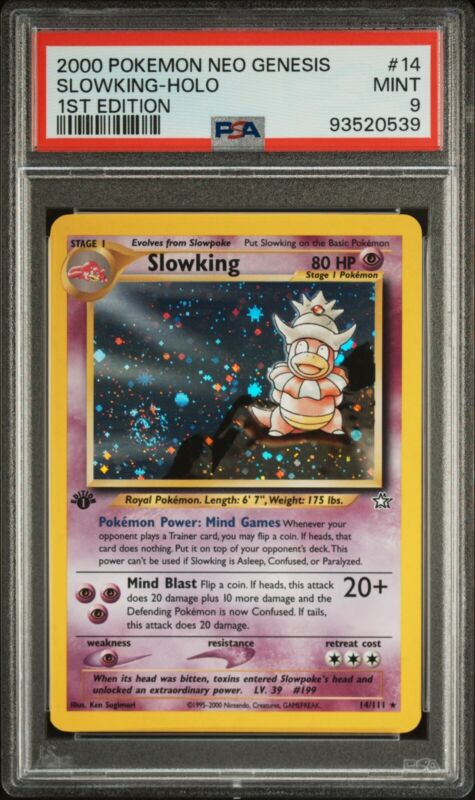 2000 POKEMON NEO GENESIS #14
SLOWKING-HOLO MINT
1ST EDITION 9
PSA 93520539
STAGE 1 Evolves from Slowpoke Put Slowking on the Basic Pokémon
Slowking 80 HP
Stage 1 Pokémon
EDITION 1
Royal Pokémon. Length: 6' 7", Weight: 175 lbs.
Pokémon Power: Mind Games Whenever your
opponent plays a Trainer card, you may flip a coin. If heads, that
card does nothing. Put it on top of your opponent's deck. This
power can't be used if Slowking is Asleep, Confused, or Paralyzed.
Mind Blast Flip a coin. If heads, this attack 20+
does 20 damage plus 10 more damage and the
Defending Pokémon is now Confused. If tails,
this attack does 20 damage.
weakness resistance retreat cost
When its head was bitten, toxins entered Slowpoke's head and
unlocked an extraordinary power. LV. 39 #199
Illus. Ken Sugimori ©1995-2000 Nintendo, Creatures, GAMEFREAK. 14/111 ★
PSA